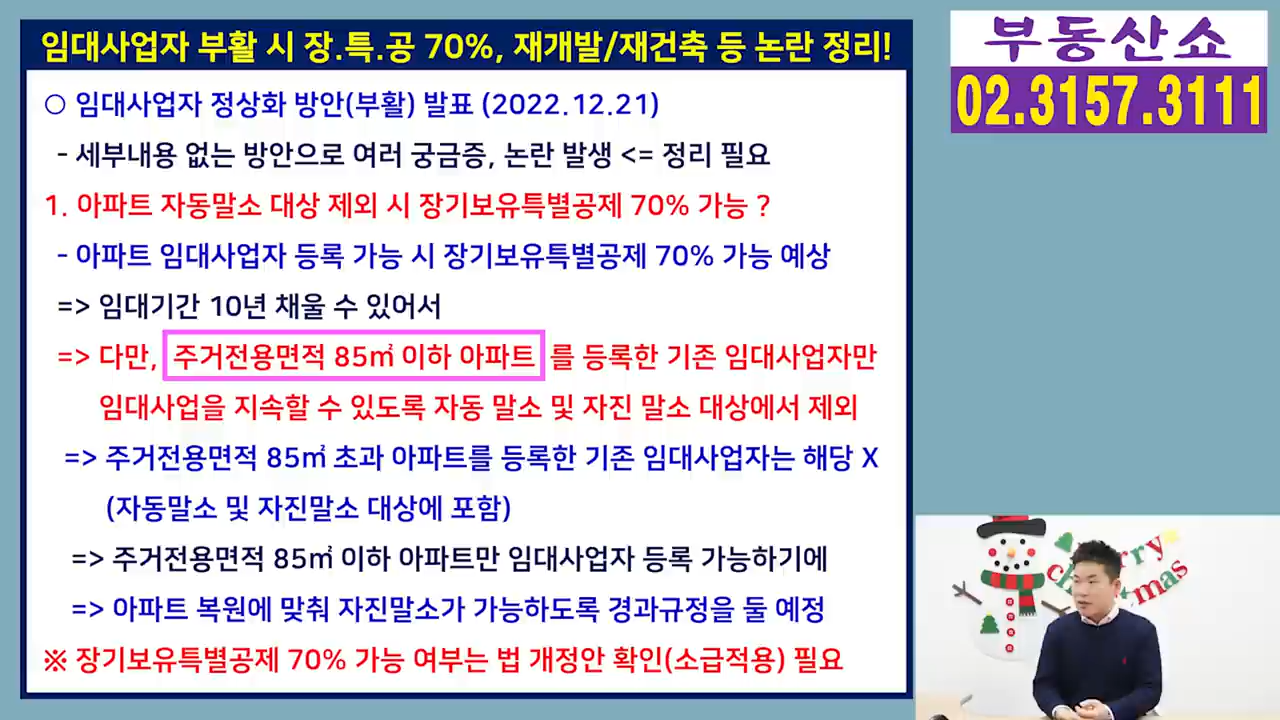 임대사업자 부활 시 장.특.공 70%, 재개발/재건축 등 논란 정리!
○ 임대사업자 정상화 방안(부활) 발표 (2022.12.21)
- 세부내용 없는 방안으로 여러 궁금증, 논란 발생 <= 정리 필요
1. 아파트 자동말소 대상 제외 시 장기보유특별공제 70% 가능 ?
- 아파트 임대사업자 등록 가능 시 장기보유특별공제 70% 가능 예상
=> 임대기간 10년 채울 수 있어서
=> 다만, 주거전용면적 85㎡ 이하 아파트 를 등록한 기존 임대사업자만
임대사업을 지속할 수 있도록 자동 말소 및 자진 말소 대상에서 제외
=> 주거전용면적 85㎡ 초과 아파트를 등록한 기존 임대사업자는 해당 X
(자동말소 및 자진말소 대상에 포함)
=> 주거전용면적 85㎡ 이하 아파트만 임대사업자 등록 가능하기에
=> 아파트 복원에 맞춰 자진말소가 가능하도록 경과규정을 둘 예정
※ 장기보유특별공제 70% 가능 여부는 법 개정안 확인(소급적용) 필요
부동산쇼
02.3157.3111